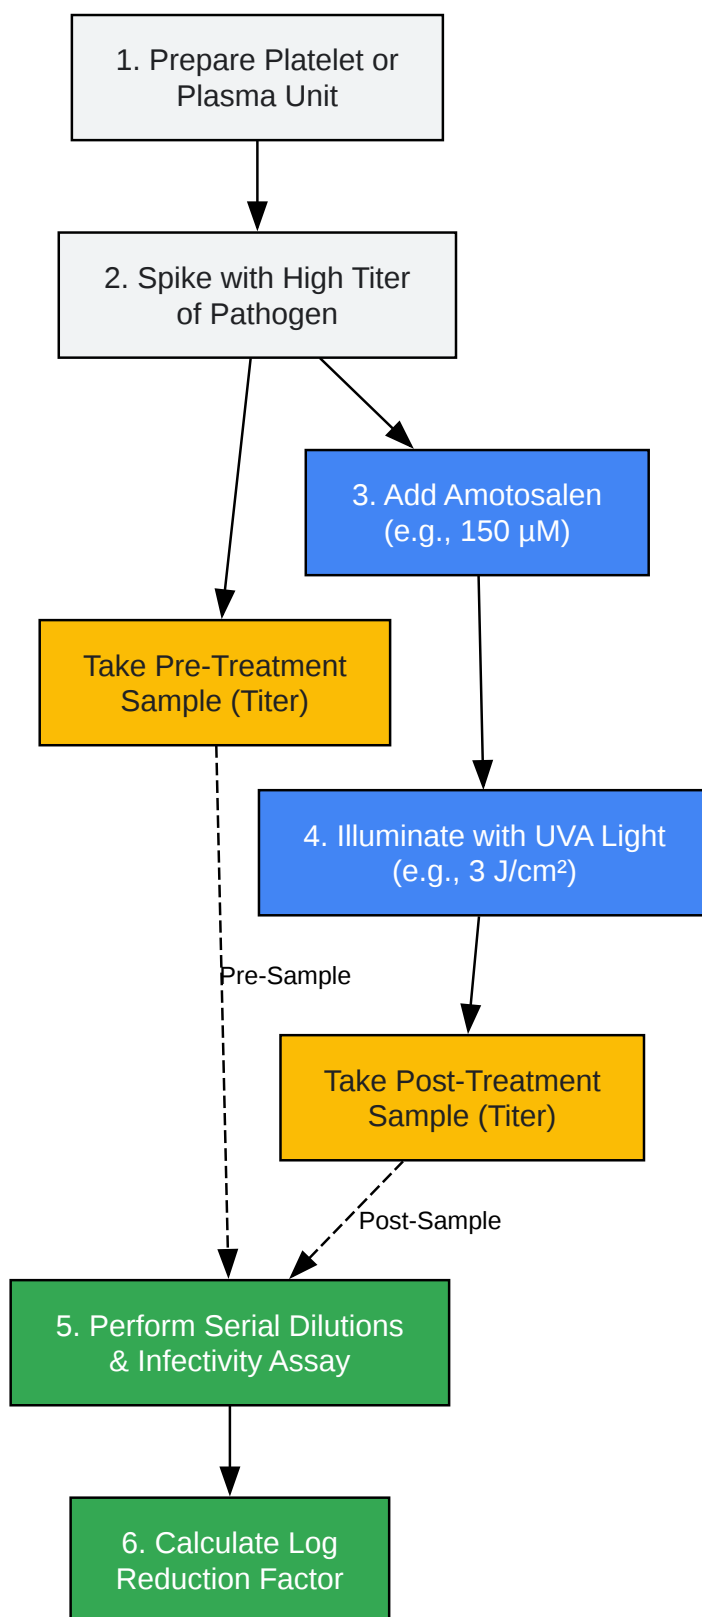 1. Prepare Platelet or
Plasma Unit
2. Spike with High Titer
of Pathogen
3. Add Amotosalen
(e.g., 150 µM)
Take Pre-Treatment
Sample (Titer)
4. Illuminate with UVA Light
(e.g., 3 J/cm²)
Pre-Sample
Take Post-Treatment
Sample (Titer)
Post-Sample
5. Perform Serial Dilutions
& Infectivity Assay
6. Calculate Log
Reduction Factor